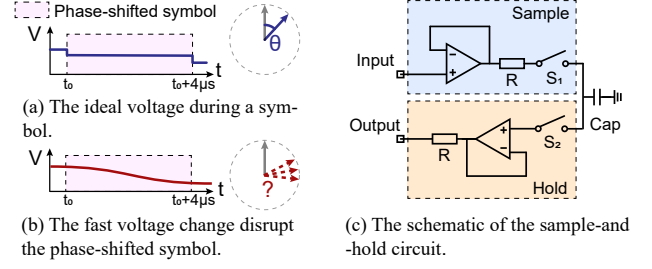 Phase-shifted symbol
V
θ
t
t₀
t₀+4μs
(a) The ideal voltage during a sym-
bol.
V
?
t
t₀
t₀+4μs
(b) The fast voltage change disrupt
the phase-shifted symbol.
Sample
Input
−
+
R
S₁
Cap
Output
R
+
−
S₂
Hold
(c) The schematic of the sample-and
-hold circuit.